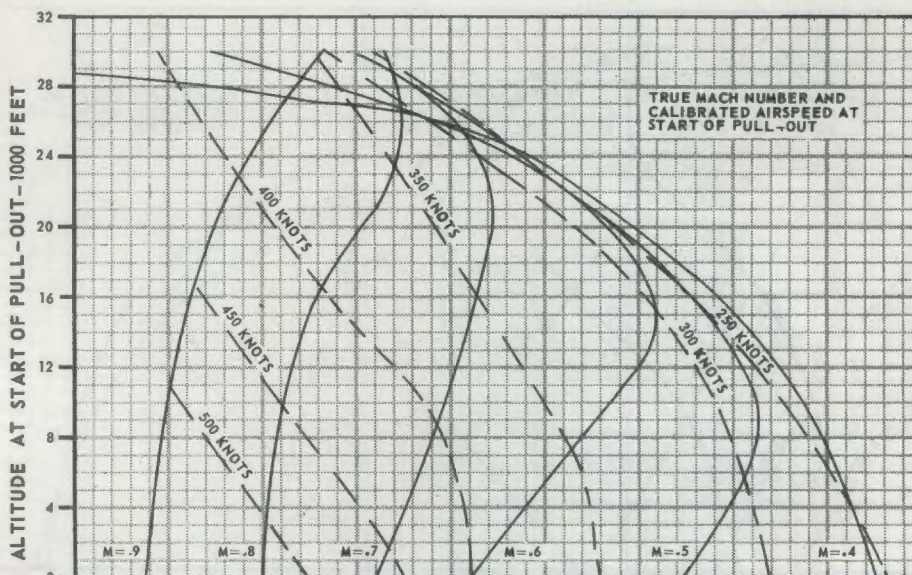 32
28
24
20
16
12
8
4
ALTITUDE AT START OF PULL-OUT-1000 FEET
TRUE MACH NUMBER AND
CALIBRATED AIRSPEED AT
START OF PULL-OUT
400 KNOTS
350 KNOTS
450 KNOTS
300 KNOTS
250 KNOTS
500 KNOTS
M=.9
M=.8
M=.7
M=.6
M=.5
M=.4